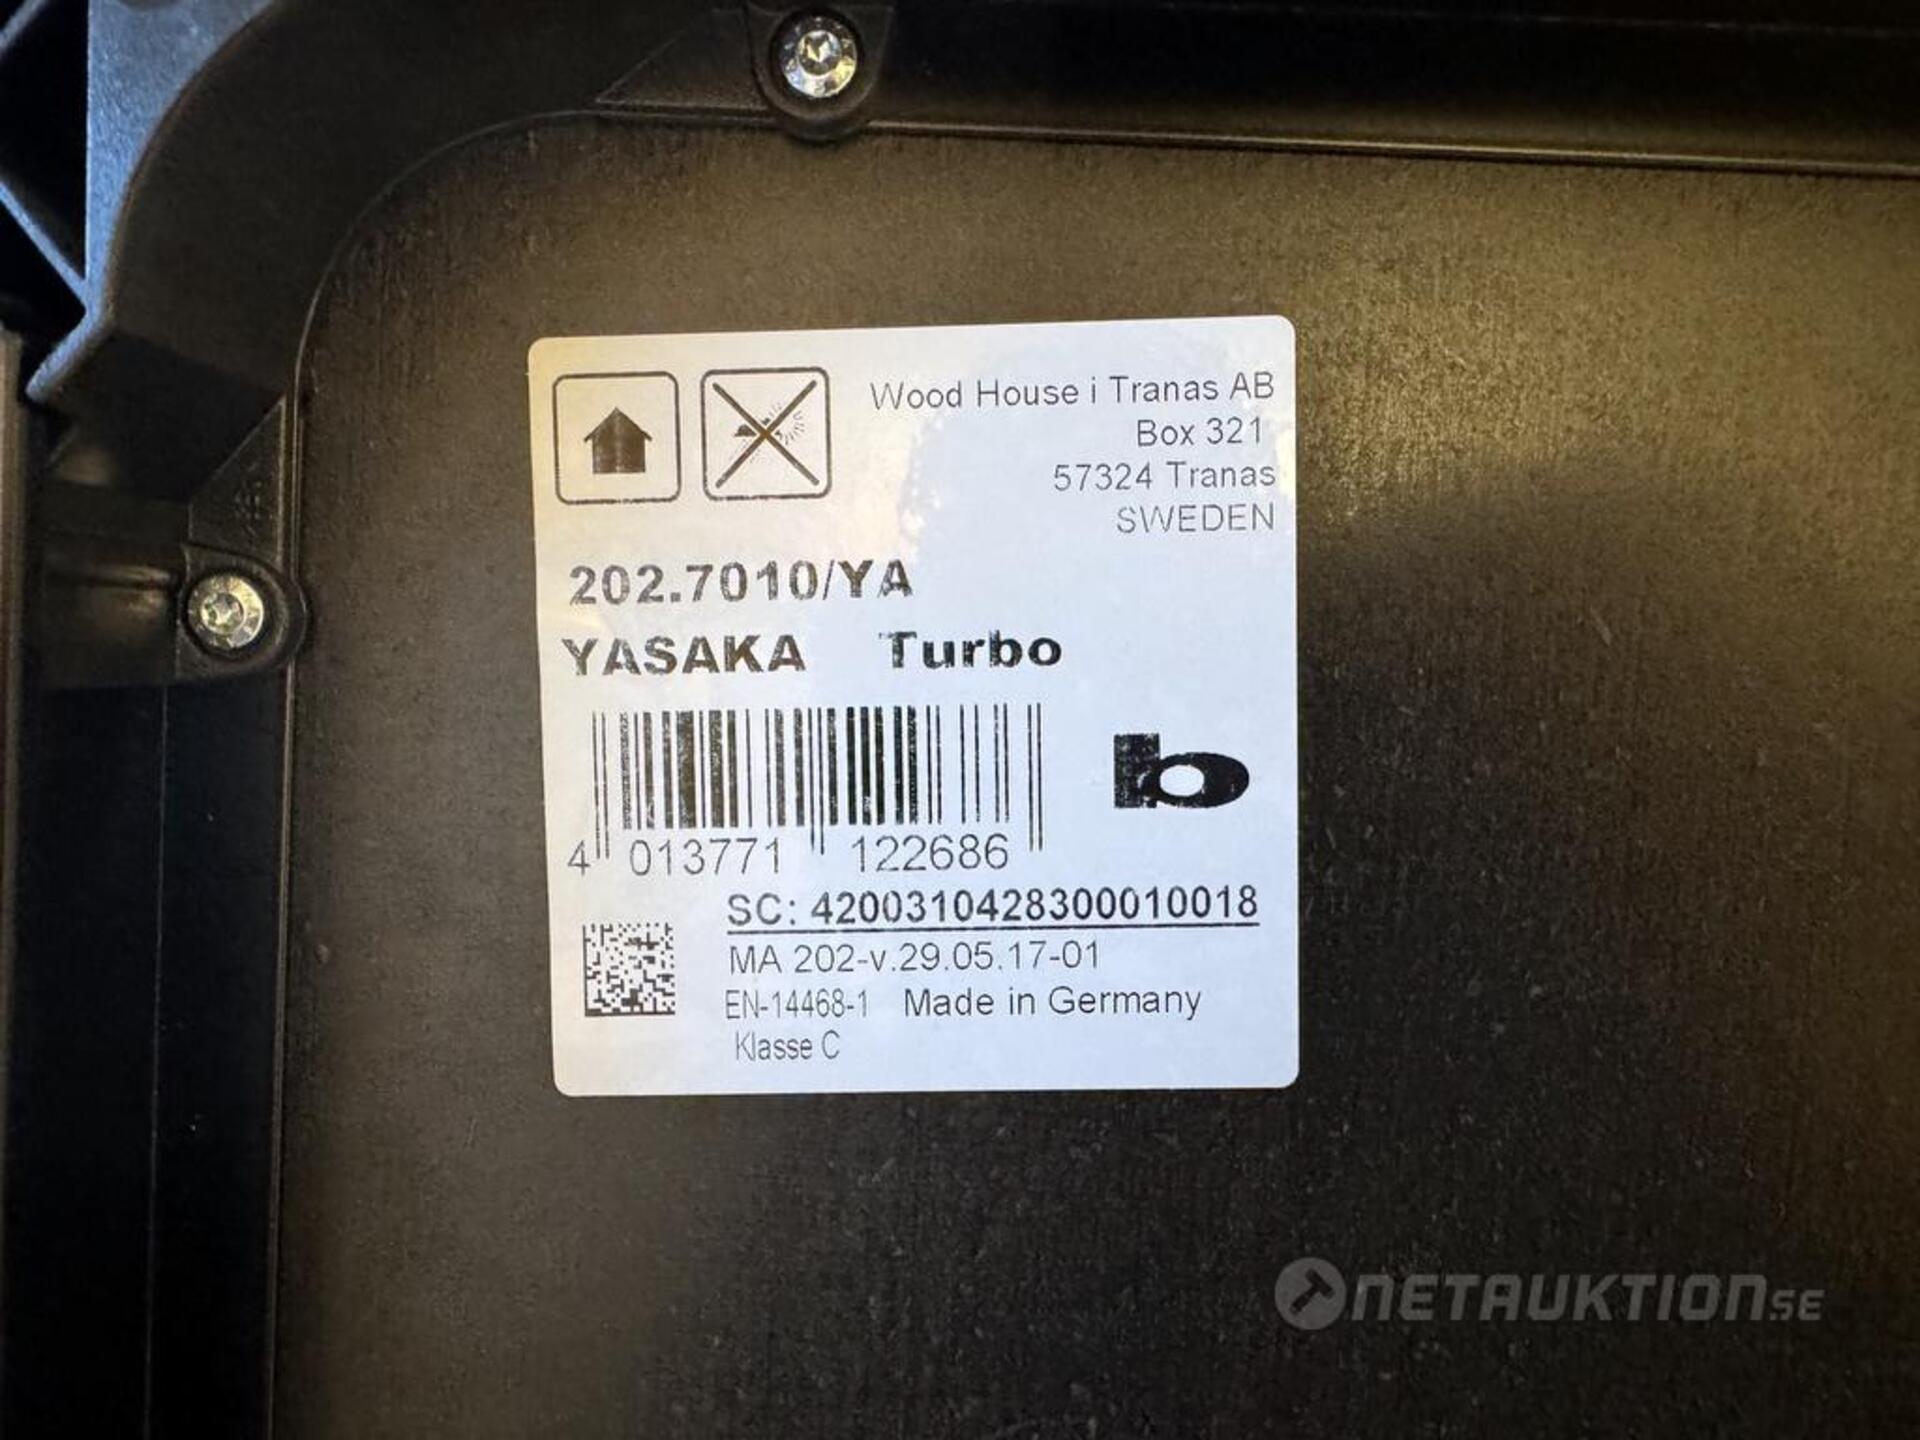 Wood House i Tranas AB
Box 321
57324 Tranas
SWEDEN
202.7010/YA
YASAKA Turbo
b
4 013771 122686
SC: 4200310428300010018
MA 202-v.29.05.17-01
EN-14468-1 Made in Germany
Klasse C
NETAUKTION.SE